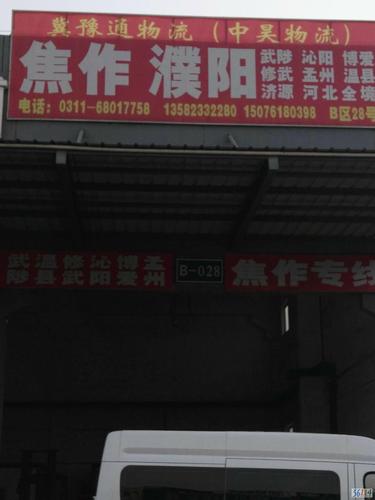 冀豫通物流（中昊物流）
焦作 濮阳
武陟 沁阳 博爱
修武 孟州 温县
济源 河北全境
电话：0311-68017758 13582332280 15076180398 B区28号
武陟 温县 修武 沁阳 博爱 孟州
B-028
焦作专线